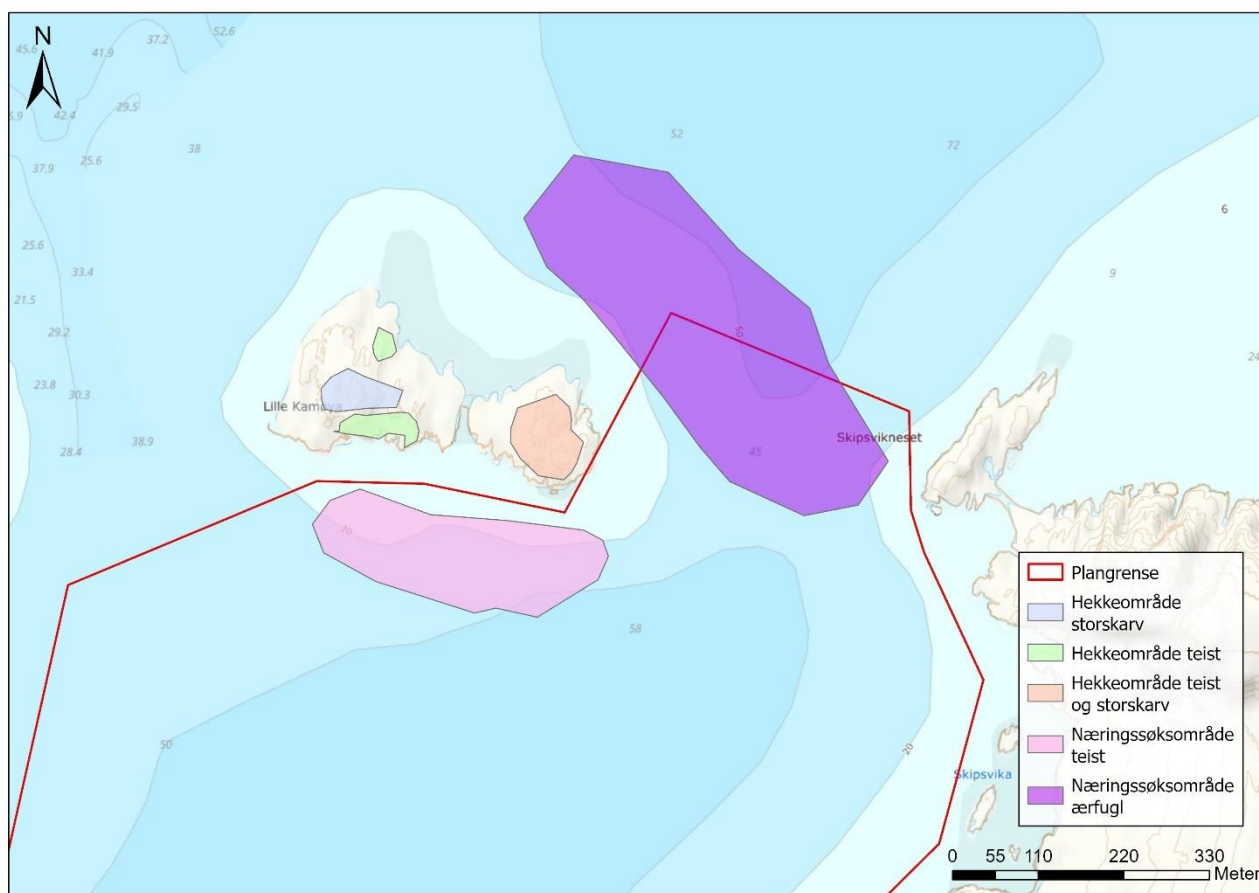 N
45.6
41.9
37.2
52.6
42.4
29.5
38
52
72
25.6
37.9
6
25.6
33.4
9
21.5
29.2
50
24
23.8
30.3
Lille Kamøya
28.4
38.9
45
Skipsvikneset
20
58
50
20
Skipsvika
Plangrense
Hekkeområde
storskarv
Hekkeområde teist
Hekkeområde teist
og storskarv
Næringssøksområde
teist
Næringssøksområde
ærfugl
0 55 110 220 330
Meter